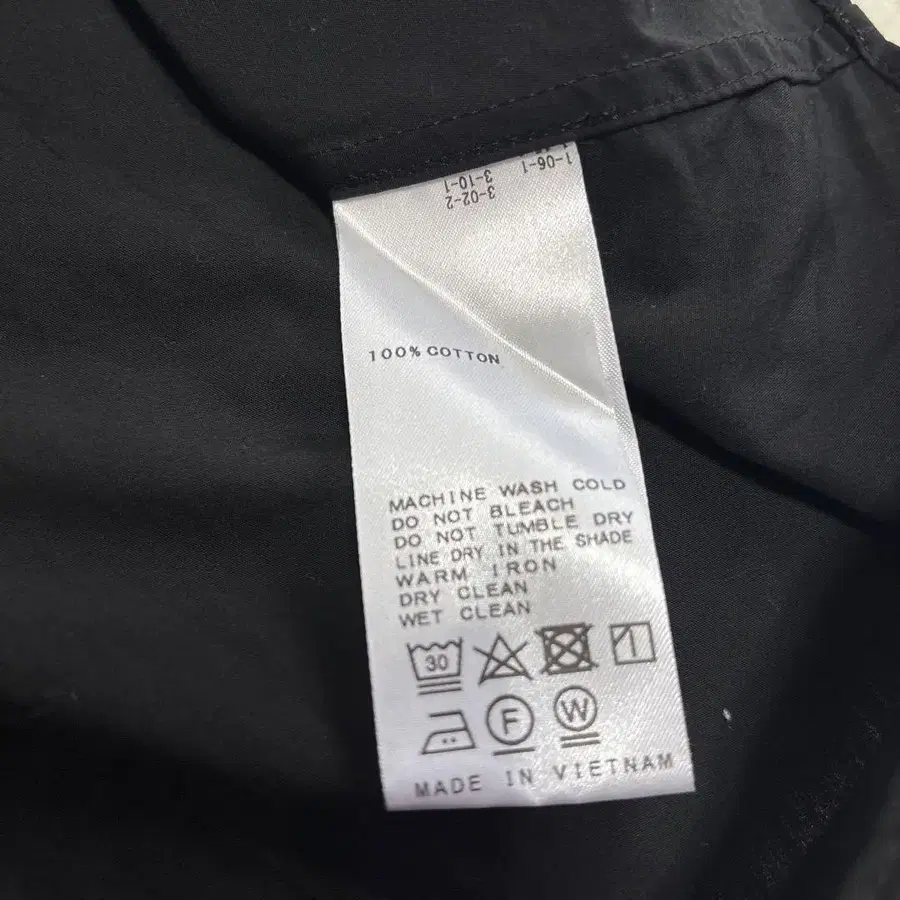 1-06-1
3-10-1
3-02-2
100% COTTON
MACHINE WASH COLD
DO NOT BLEACH
DO NOT TUMBLE DRY
LINE DRY IN THE SHADE
WARM IRON
DRY CLEAN
WET CLEAN
30
F W
MADE IN VIETNAM